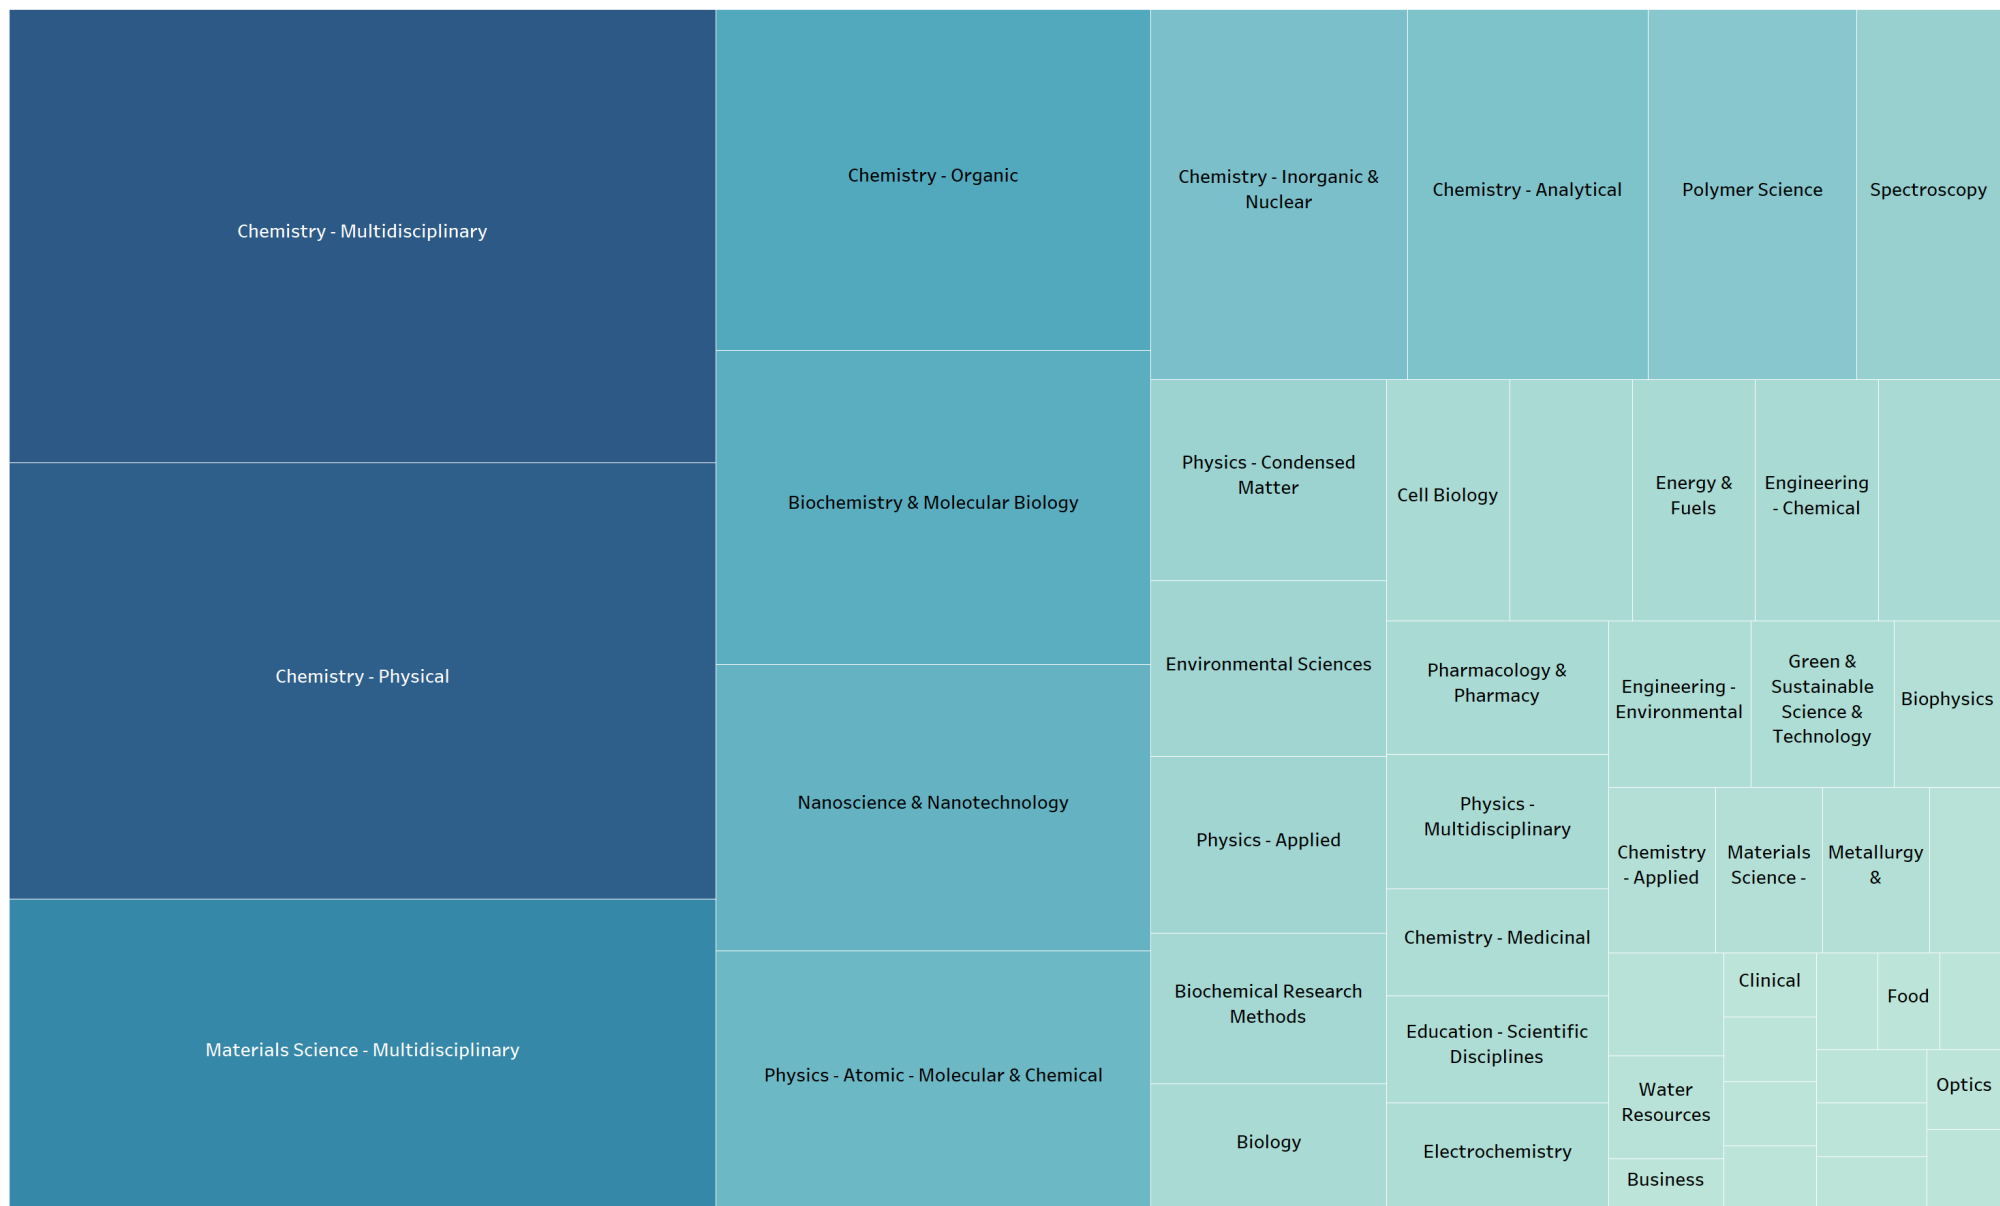 Chemistry - Multidisciplinary
Chemistry - Physical
Materials Science - Multidisciplinary
Chemistry - Organic
Biochemistry & Molecular Biology
Nanoscience & Nanotechnology
Physics - Atomic - Molecular & Chemical
Chemistry - Inorganic &
Nuclear
Chemistry - Analytical
Polymer Science
Spectroscopy
Physics - Condensed
Matter
Environmental Sciences
Physics - Applied
Biochemical Research
Methods
Biology
Cell Biology
Energy &
Fuels
Engineering
- Chemical
Pharmacology &
Pharmacy
Physics -
Multidisciplinary
Chemistry - Medicinal
Education - Scientific
Disciplines
Electrochemistry
Engineering -
Environmental
Green &
Sustainable
Science &
Technology
Biophysics
Chemistry
- Applied
Materials
Science -
Metallurgy
&
Water
Resources
Business
Clinical
Food
Optics